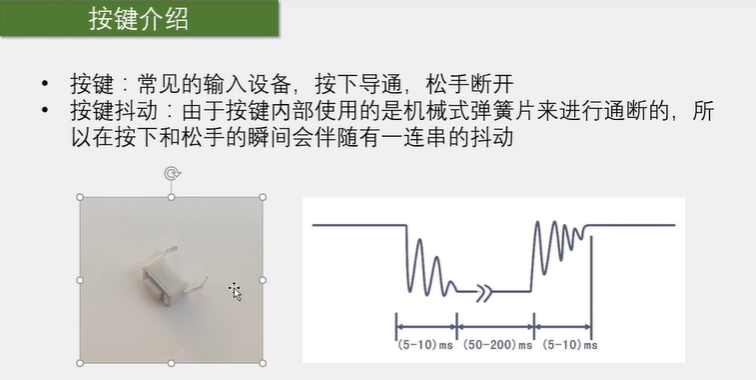 按键介绍
• 按键：常见的输入设备，按下导通，松手断开
• 按键抖动：由于按键内部使用的是机械式弹簧片来进行通断的，所
以在按下和松手的瞬间会伴随有一连串的抖动
(5-10)ms (50-200)ms (5-10)ms